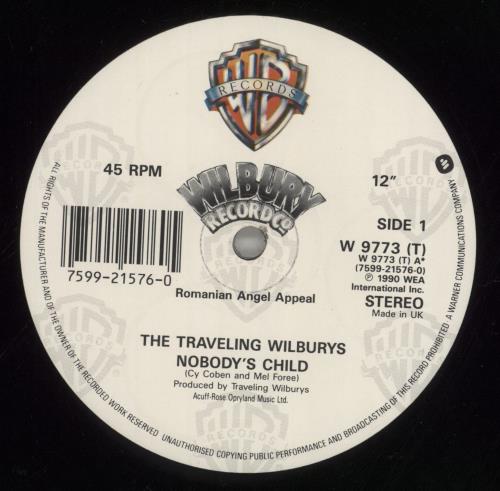 WB
RECORDS
45 RPM
WILBURY
RECORD Co
12"
SIDE 1
W 9773 (T)
W 9773 (T) A*
(7599-21576-0)
℗ 1990 WEA
International Inc.
STEREO
Made in UK
7599-21576-0
Romanian Angel Appeal
THE TRAVELING WILBURYS
NOBODY'S CHILD
(Cy Coben and Mel Foree)
Produced by Traveling Wilburys
Acuff-Rose Opryland Music Ltd.
ALL RIGHTS OF THE MANUFACTURER AND OF THE OWNER OF THE RECORDED WORK RESERVED UNAUTHORISED COPYING PUBLIC PERFORMANCE AND BROADCASTING OF THIS RECORD PROHIBITED A WARNER COMMUNICATIONS COMPANY